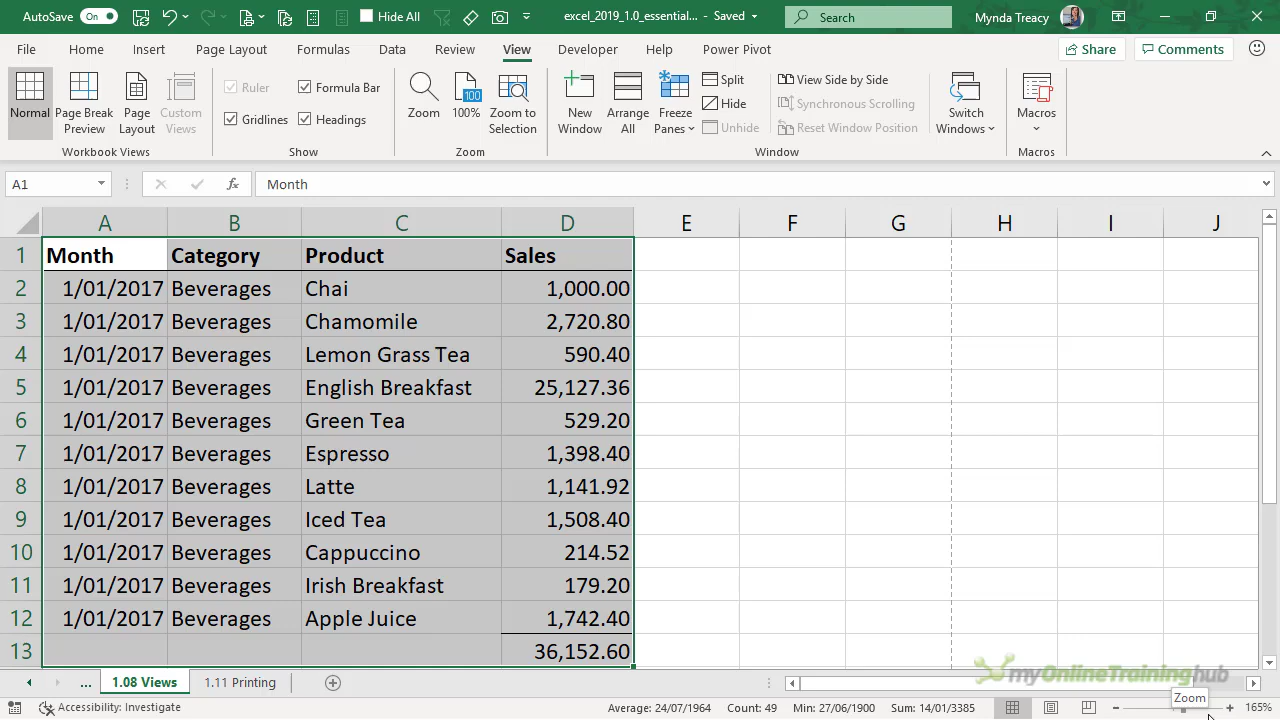 AutoSave On Hide All excel_2019_1.0_essential... - Saved Search Mynda Treacy
File Home Insert Draw Page Layout Formulas Data Review View Developer Help Power Pivot Share Comments
Normal Page Break Preview Page Layout Custom Views Ruler Formula Bar Gridlines Headings Zoom 100% Zoom to Selection New Window Arrange All Freeze Panes Split Hide Unhide View Side by Side Synchronous Scrolling Reset Window Position Switch Windows Macros
Workbook Views Show Zoom Window Macros
A1 fx Month
A B C D E F G H I J
1 Month Category Product Sales
2 1/01/2017 Beverages Chai 1,000.00
3 1/01/2017 Beverages Chamomile 2,720.80
4 1/01/2017 Beverages Lemon Grass Tea 590.40
5 1/01/2017 Beverages English Breakfast 25,127.36
6 1/01/2017 Beverages Green Tea 529.20
7 1/01/2017 Beverages Espresso 1,398.40
8 1/01/2017 Beverages Latte 1,141.92
9 1/01/2017 Beverages Iced Tea 1,508.40
10 1/01/2017 Beverages Cappuccino 214.52
11 1/01/2017 Beverages Irish Breakfast 179.20
12 1/01/2017 Beverages Apple Juice 1,742.40
13 36,152.60
myOnlineTraininghub
... 1.08 Views 1.11 Printing
Zoom
Accessibility: Investigate Average: 24/07/1964 Count: 49 Min: 27/06/1900 Sum: 14/01/3385 165%